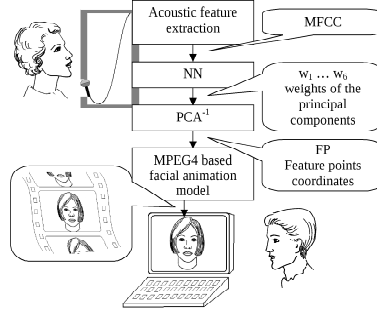 Acoustic feature
extraction
MFCC
NN
w₁ … w₆
weights of the
principal
components
PCA⁻¹
FP
Feature points
coordinates
MPEG4 based
facial animation
model